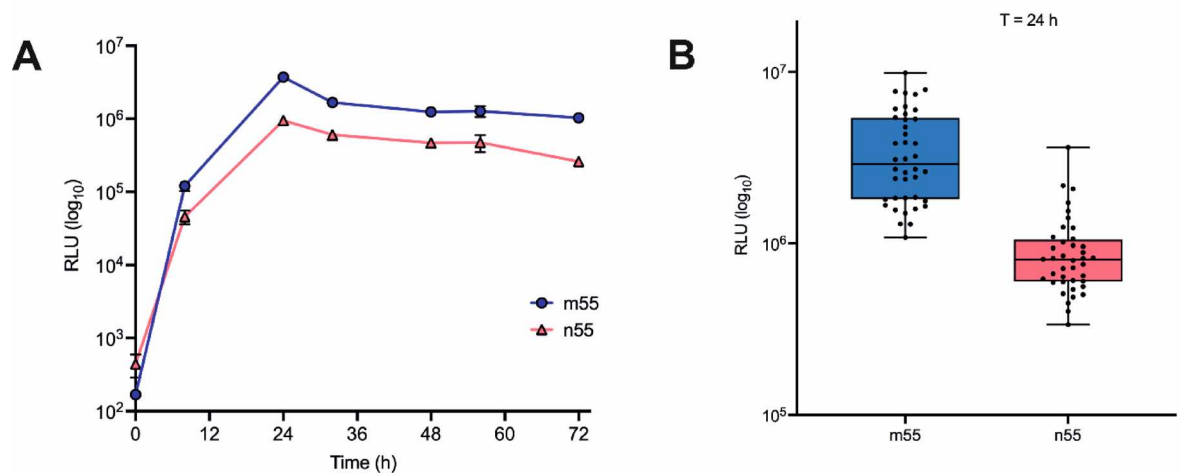 A
RLU (log₁₀)
10⁷
10⁶
10⁵
10⁴
10³
10²
0 12 24 36 48 60 72
Time (h)
m55
n55
B
T = 24 h
RLU (log₁₀)
10⁷
10⁶
10⁵
m55 n55